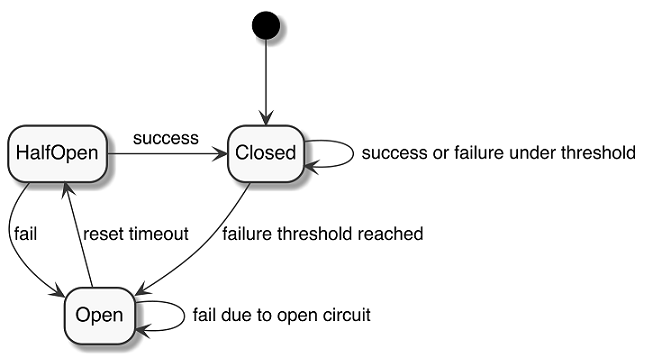 HalfOpen
success
Closed
success or failure under threshold
fail
reset timeout
failure threshold reached
Open
fail due to open circuit